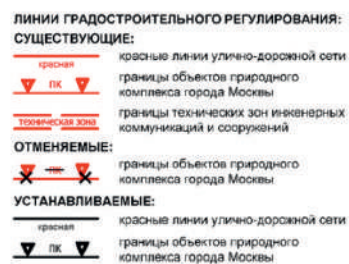 ЛИНИИ ГРАДОСТРОИТЕЛЬНОГО РЕГУЛИРОВАНИЯ:
СУЩЕСТВУЮЩИЕ:
красные линии улично-дорожной сети
красная
ПК
границы объектов природного
комплекса города Москвы
техническая зона
границы технических зон инженерных
коммуникаций и сооружений
ОТМЕНЯЕМЫЕ:
ПК
границы объектов природного
комплекса города Москвы
УСТАНАВЛИВАЕМЫЕ:
красные линии улично-дорожной сети
красная
ПК
границы объектов природного
комплекса города Москвы